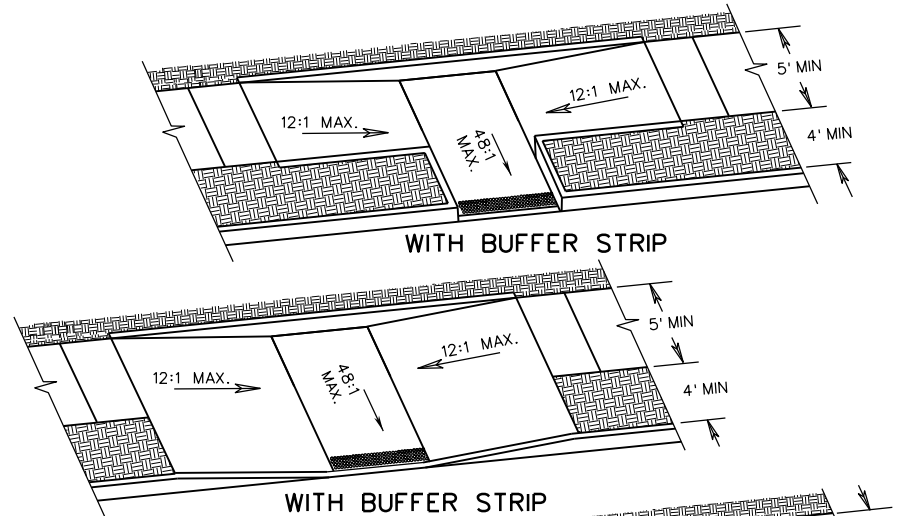 5' MIN
12:1 MAX.
12:1 MAX.
48:1
MAX.
4' MIN
WITH BUFFER STRIP
5' MIN
12:1 MAX.
12:1 MAX.
48:1
MAX.
4' MIN
WITH BUFFER STRIP